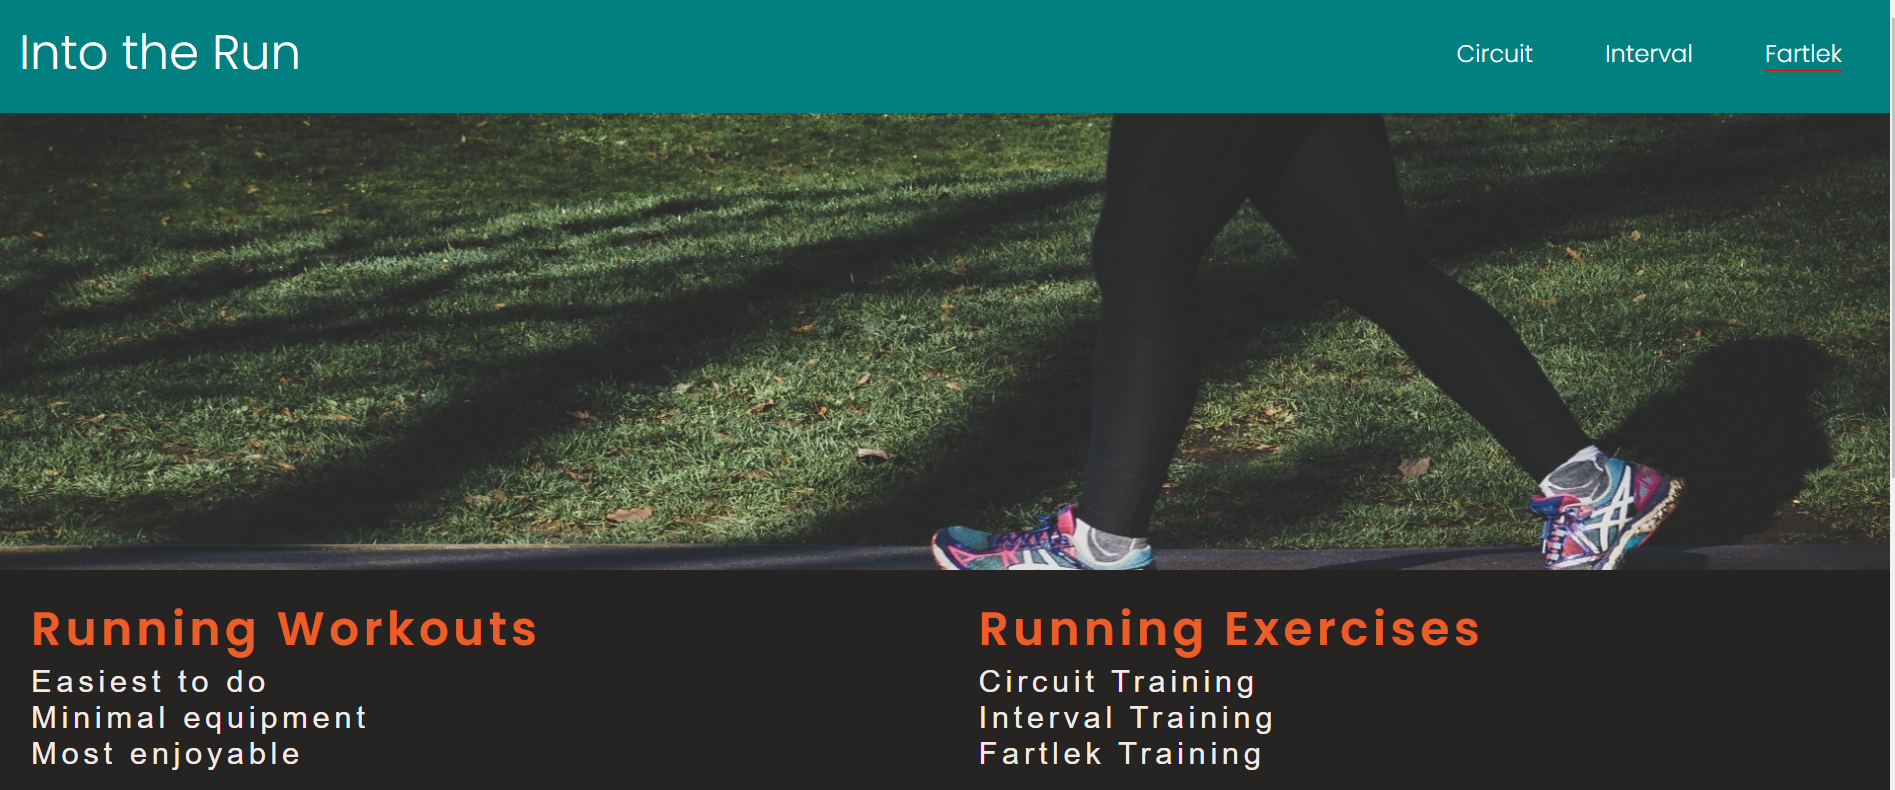 Into the Run
Circuit Interval Fartlek
Running Workouts
Easiest to do
Minimal equipment
Most enjoyable
Running Exercises
Circuit Training
Interval Training
Fartlek Training